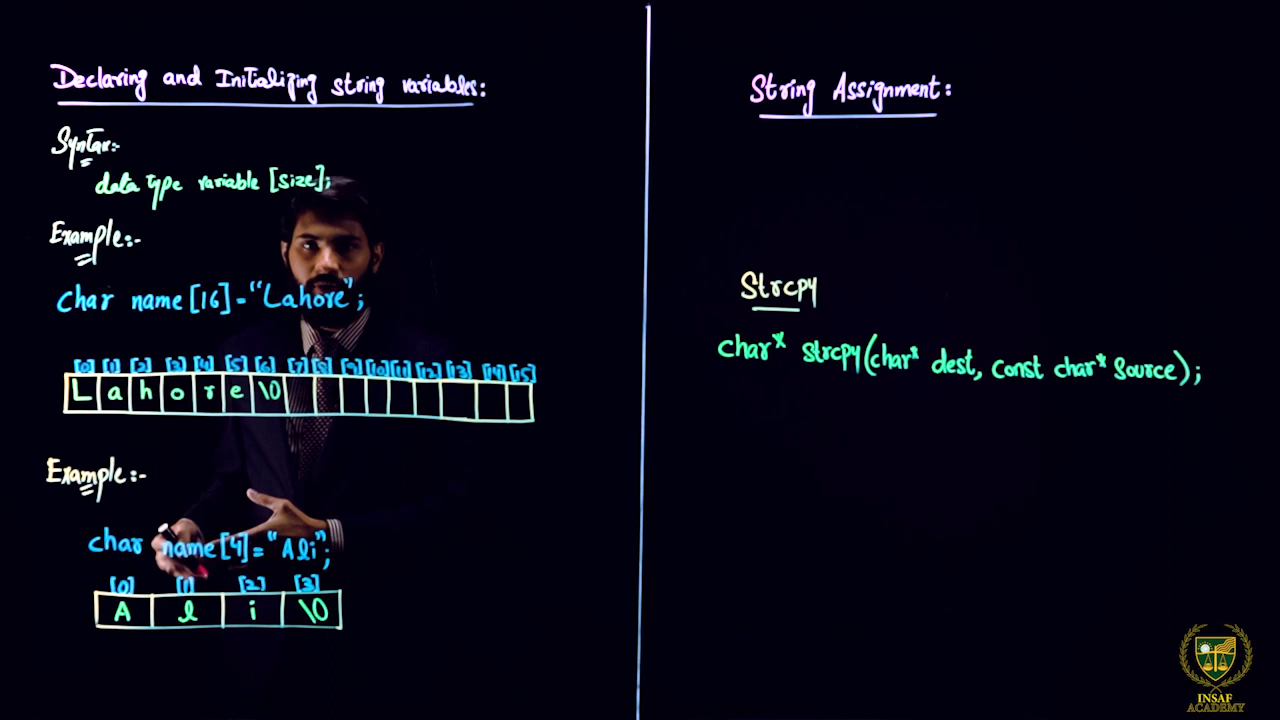 Declaring and Initializing string variables:
Syntax:-
data type variable [size];
Example:-
char name[16]="Lahore";
[0] [1] [2] [3] [4] [5] [6] [7] [8] [9] [10] [11] [12] [13] [14] [15]
L a h o r e \0
Example:-
char name[4]="Ali";
[0] [1] [2] [3]
A l i \0
String Assignment:
Strcpy
char* strcpy(char* dest, const char* source);
INSAF
ACADEMY